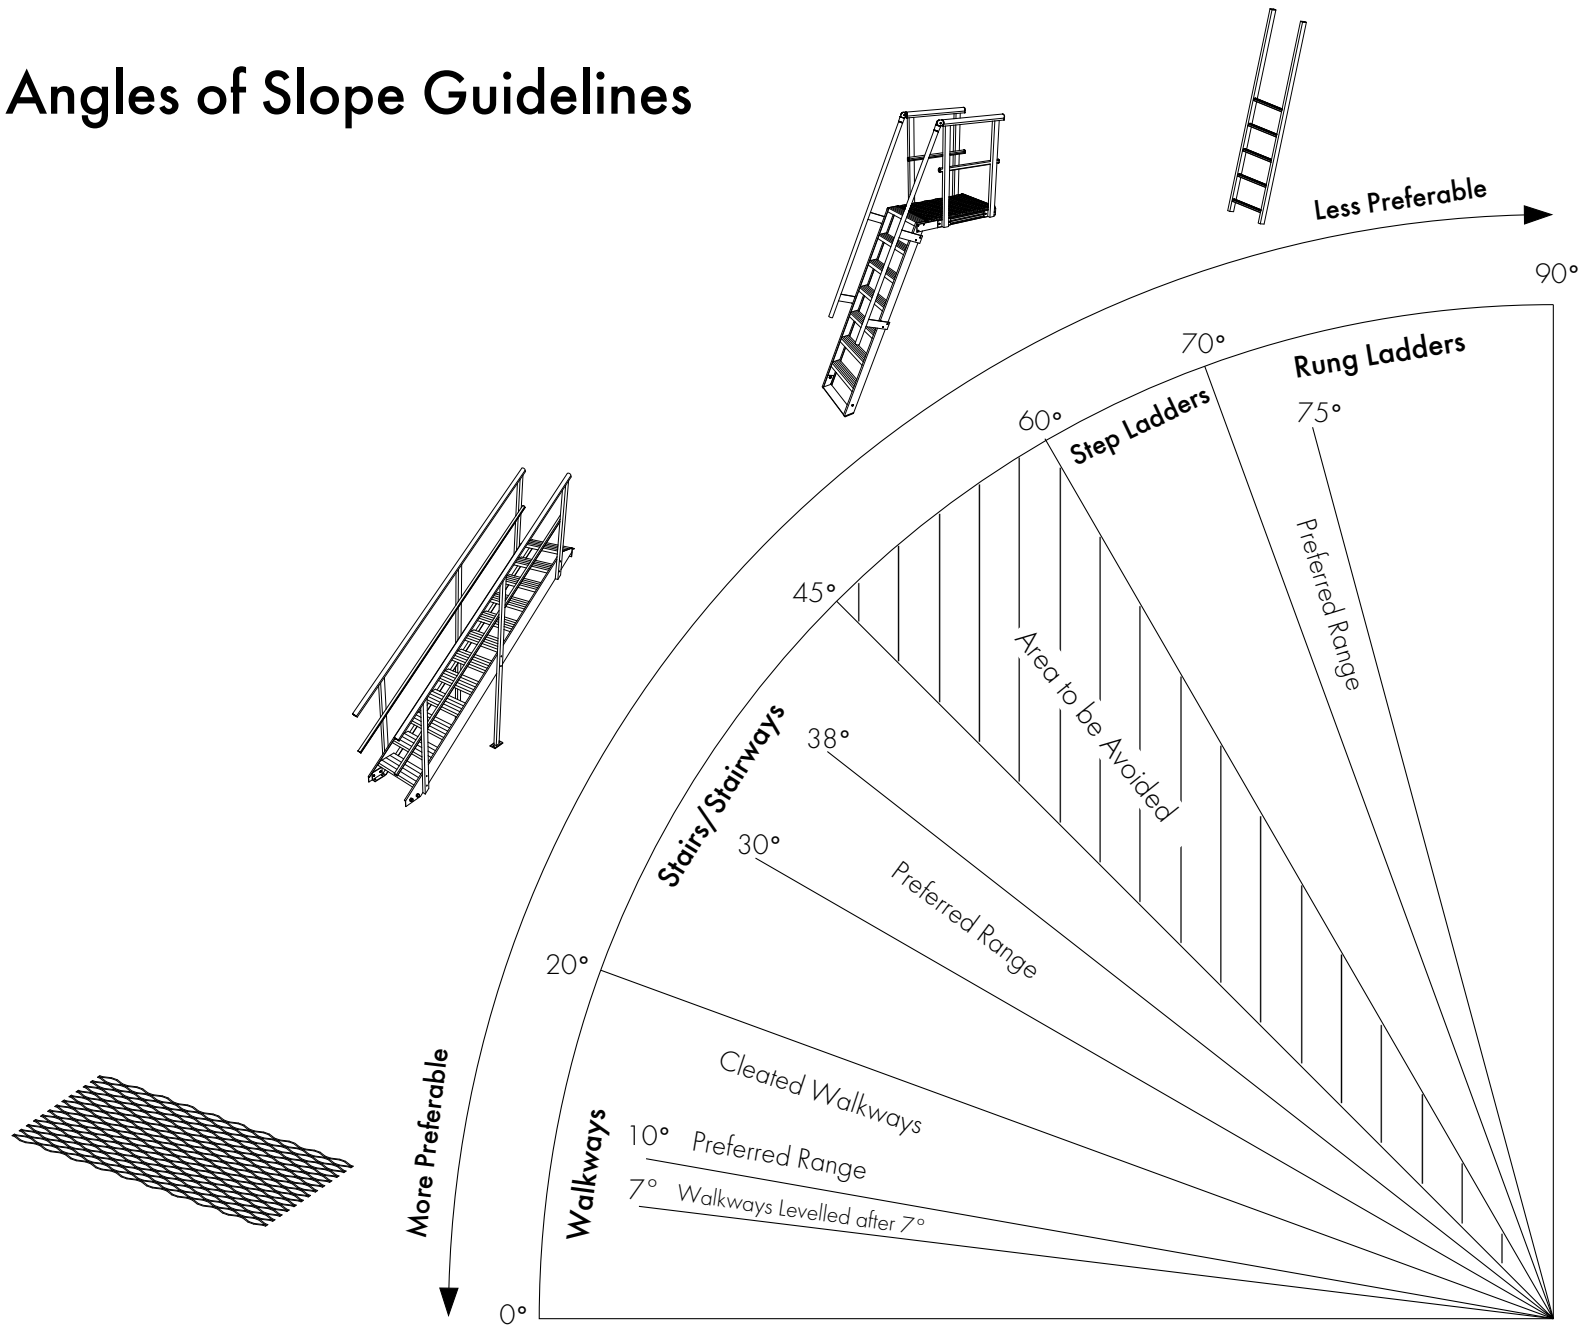 Angles of Slope Guidelines
Less Preferable
90°
70°
Rung Ladders
60°
Step Ladders
75°
Preferred Range
45°
Area to be Avoided
Stairs/Stairways
38°
30°
Preferred Range
20°
Cleated Walkways
More Preferable
Walkways
10° Preferred Range
7° Walkways Levelled after 7°
0°